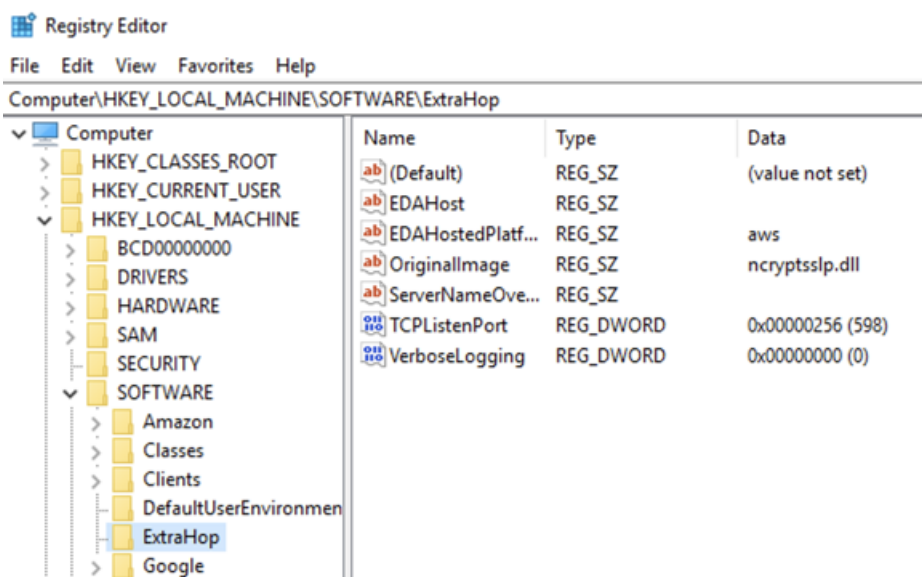 Registry Editor
File Edit View Favorites Help
Computer\HKEY_LOCAL_MACHINE\SOFTWARE\ExtraHop
Computer
HKEY_CLASSES_ROOT
HKEY_CURRENT_USER
HKEY_LOCAL_MACHINE
BCD00000000
DRIVERS
HARDWARE
SAM
SECURITY
SOFTWARE
Amazon
Classes
Clients
DefaultUserEnvironmen
ExtraHop
Google
Name Type Data
(Default) REG_SZ (value not set)
EDAHost REG_SZ
EDAHostedPlatf... REG_SZ aws
OriginalImage REG_SZ ncryptsslp.dll
ServerNameOve... REG_SZ
TCPListenPort REG_DWORD 0x00000256 (598)
VerboseLogging REG_DWORD 0x00000000 (0)